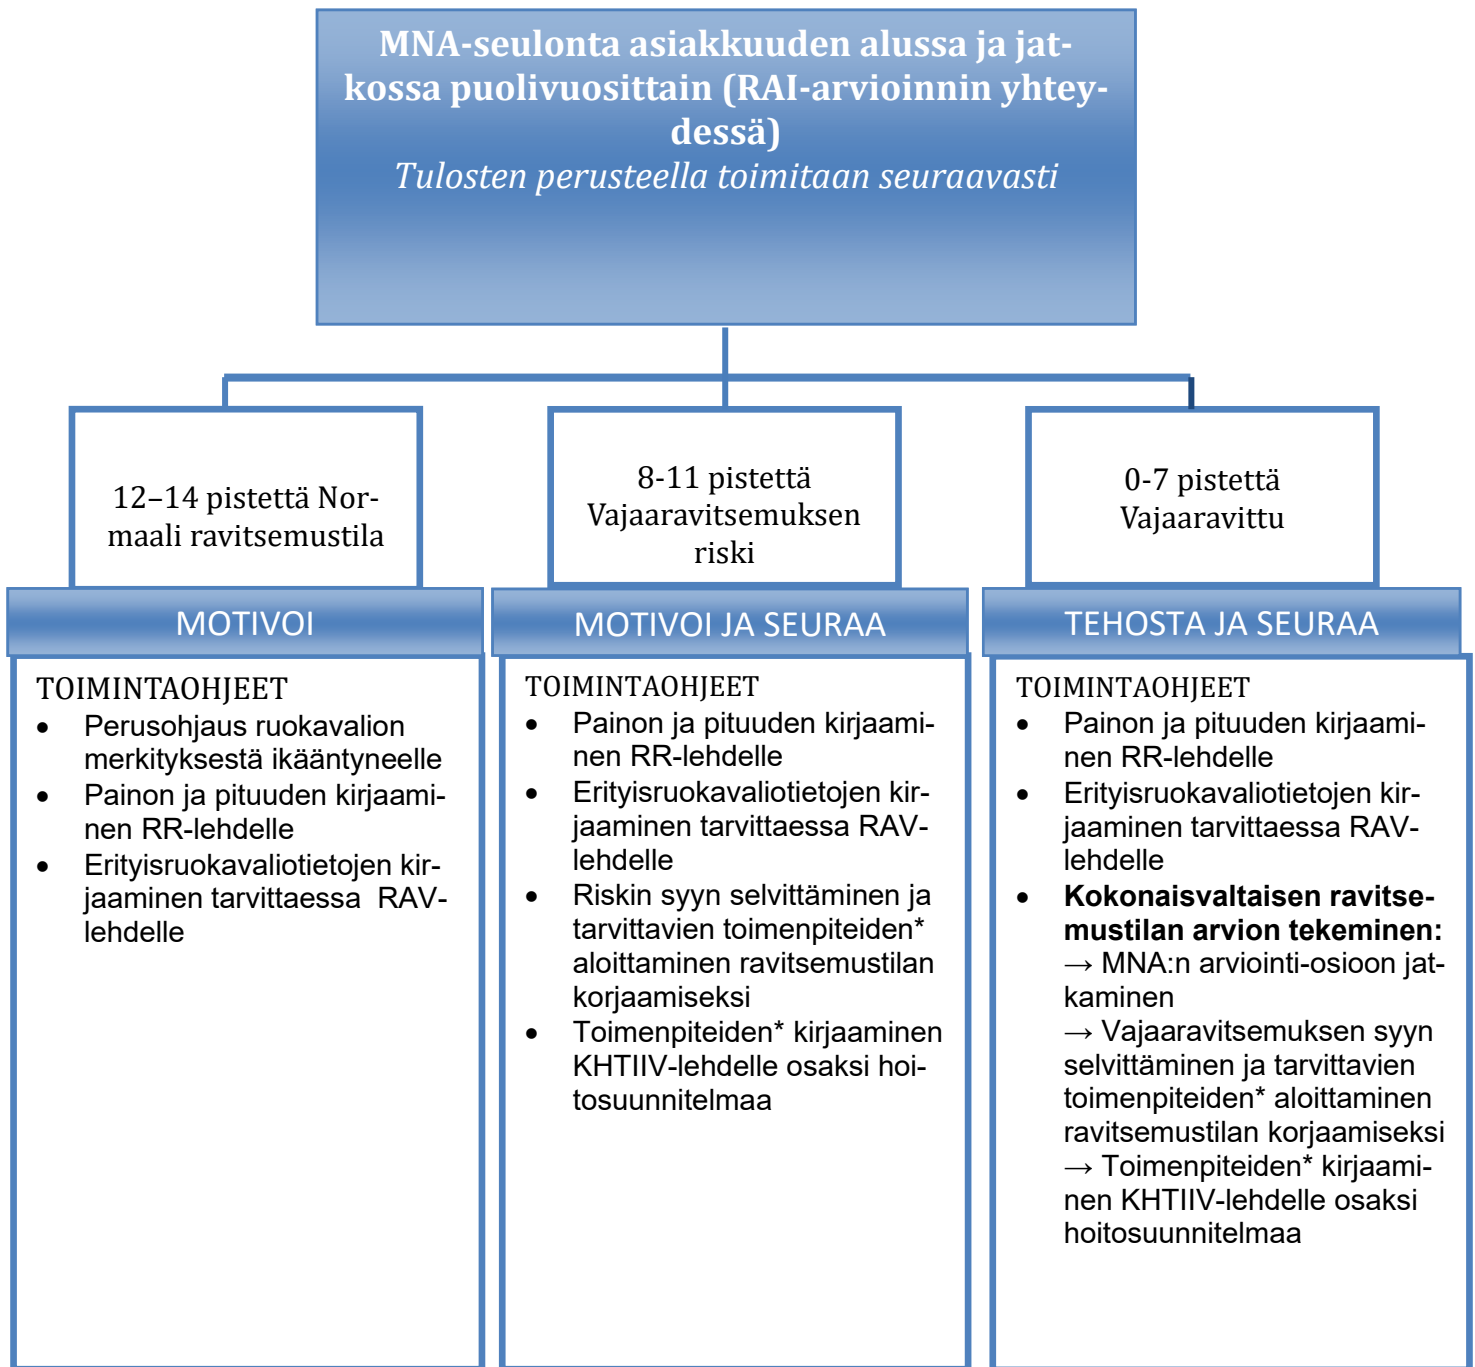 MNA-seulonta asiakkuuden alussa ja jat-
kossa puolivuosittain (RAI-arvioinnin yhtey-
dessä)
Tulosten perusteella toimitaan seuraavasti
12–14 pistettä Nor-
maali ravitsemustila
8-11 pistettä
Vajaaravitsemuksen
riski
0-7 pistettä
Vajaaravittu
MOTIVOI
TOIMINTAOHJEET
• Perusohjaus ruokavalion
merkityksestä ikääntyneelle
• Painon ja pituuden kirjaami-
nen RR-lehdelle
• Erityisruokavaliotietojen kir-
jaaminen tarvittaessa RAV-
lehdelle
MOTIVOI JA SEURAA
TOIMINTAOHJEET
• Painon ja pituuden kirjaami-
nen RR-lehdelle
• Erityisruokavaliotietojen kir-
jaaminen tarvittaessa RAV-
lehdelle
• Riskin syyn selvittäminen ja
tarvittavien toimenpiteiden*
aloittaminen ravitsemustilan
korjaamiseksi
• Toimenpiteiden* kirjaaminen
KHTIIV-lehdelle osaksi hoi-
tosuunnitelmaa
TEHOSTA JA SEURAA
TOIMINTAOHJEET
• Painon ja pituuden kirjaami-
nen RR-lehdelle
• Erityisruokavaliotietojen kir-
jaaminen tarvittaessa RAV-
lehdelle
• Kokonaisvaltaisen ravitse-
mustilan arvion tekeminen:
→ MNA:n arviointi-osioon jat-
kaminen
→ Vajaaravitsemuksen syyn
selvittäminen ja tarvittavien
toimenpiteiden* aloittaminen
ravitsemustilan korjaamiseksi
→ Toimenpiteiden* kirjaami-
nen KHTIIV-lehdelle osaksi
hoitosuunnitelmaa